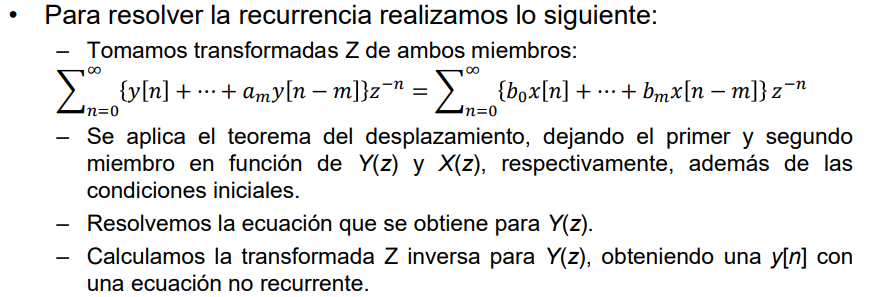 • Para resolver la recurrencia realizamos lo siguiente:
– Tomamos transformadas Z de ambos miembros:
∑_{n=0}^{∞} {y[n] + ⋯ + a_m y[n − m]}z^{−n} = ∑_{n=0}^{∞} {b_0 x[n] + ⋯ + b_m x[n − m]} z^{−n}
– Se aplica el teorema del desplazamiento, dejando el primer y segundo
miembro en función de Y(z) y X(z), respectivamente, además de las
condiciones iniciales.
– Resolvemos la ecuación que se obtiene para Y(z).
– Calculamos la transformada Z inversa para Y(z), obteniendo una y[n] con
una ecuación no recurrente.